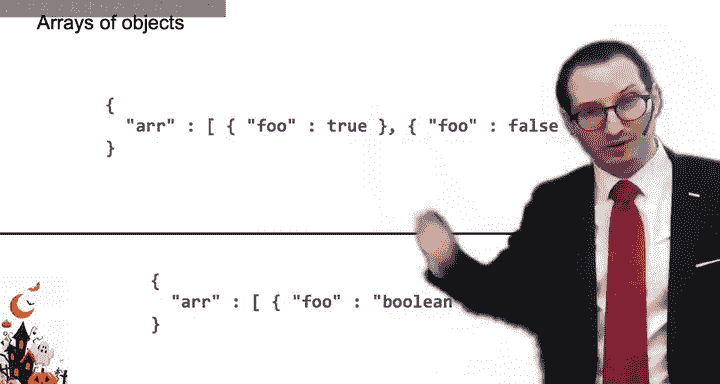 Arrays of objects
{
"arr" : [ { "foo" : true }, { "foo" : false
}
{
"arr" : [ { "foo" : "boolean
}